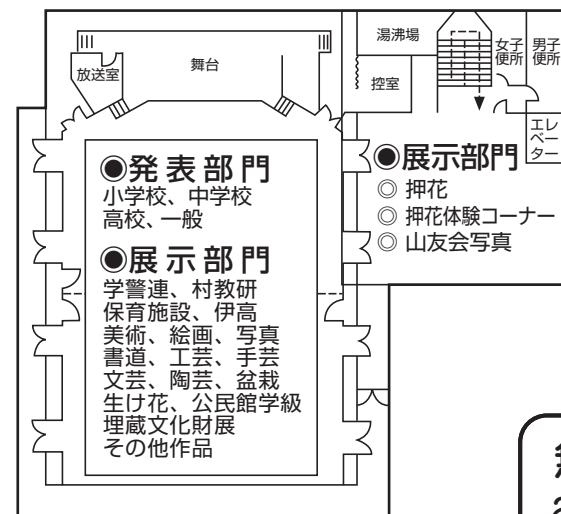 放送室
舞台
湯沸場
控室
女子便所
男子便所
エレベーター
◉発表部門
小学校、中学校
高校、一般
◉展示部門
学警連、村教研
保育施設、伊高
美術、絵画、写真
書道、工芸、手芸
文芸、陶芸、盆栽
生け花、公民館学級
埋蔵文化財展
その他作品
◉展示部門
◎ 押花
◎ 押花体験コーナー
◎ 山友会写真